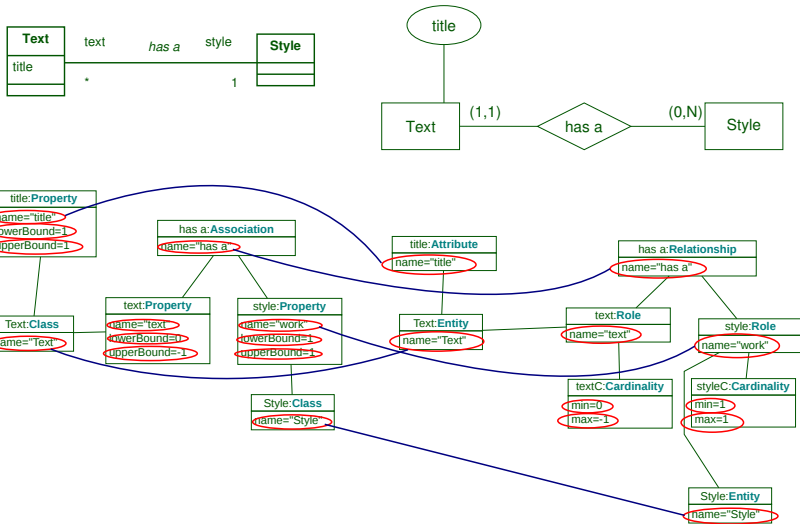 Text
title
text
has a
style
*
1
Style
title
Text
(1,1)
has a
(0,N)
Style
title:Property
name="title"
lowerBound=1
upperBound=1
Text:Class
name="Text"
has a:Association
name="has a"
text:Property
name="text
lowerBound=0
upperBound=-1
style:Property
name="work"
lowerBound=1
upperBound=1
Style:Class
name="Style"
title:Attribute
name="title"
Text:Entity
name="Text"
has a:Relationship
name="has a"
text:Role
name="text"
textC:Cardinality
min=0
max=-1
style:Role
name="work"
styleC:Cardinality
min=1
max=1
Style:Entity
name="Style"